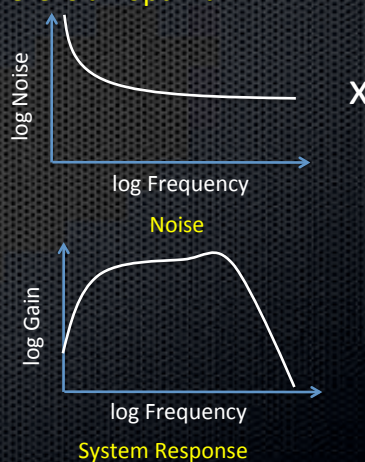 log Noise
X
log Frequency
Noise
log Gain
log Frequency
System Response